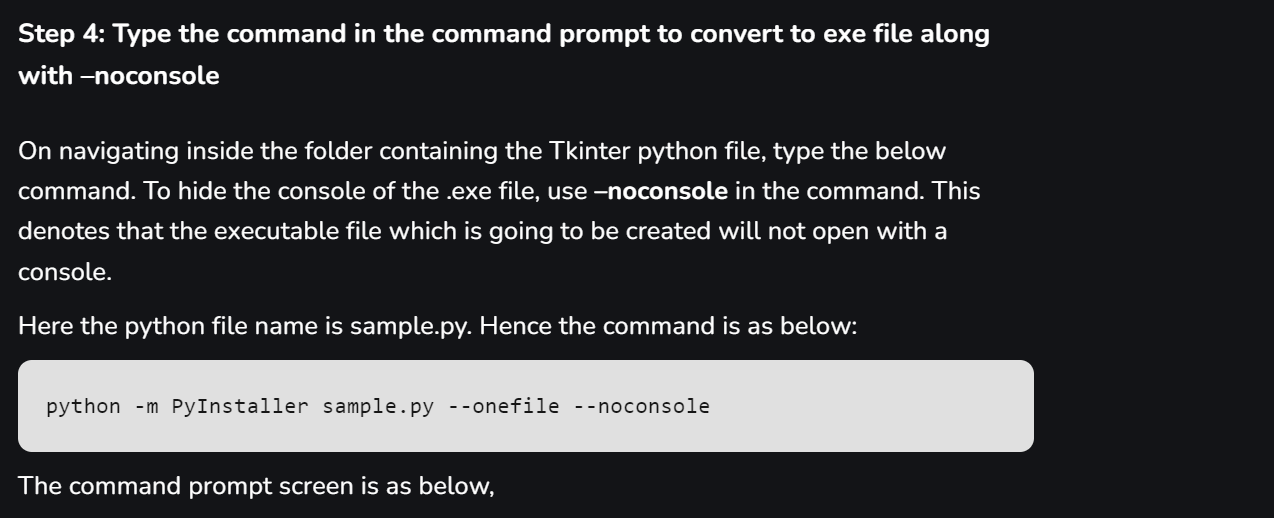 Step 4: Type the command in the command prompt to convert to exe file along
with –noconsole
On navigating inside the folder containing the Tkinter python file, type the below
command. To hide the console of the .exe file, use –noconsole in the command. This
denotes that the executable file which is going to be created will not open with a
console.
Here the python file name is sample.py. Hence the command is as below:
python -m PyInstaller sample.py --onefile --noconsole
The command prompt screen is as below,